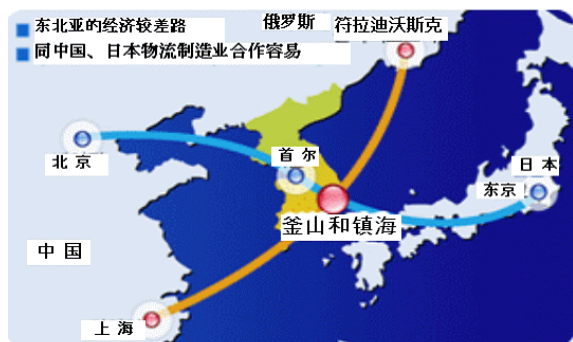 东北亚的经济较差路
同中国、日本物流制造业合作容易
俄罗斯
符拉迪沃斯克
北京
首尔
日本
东京
釜山和镇海
中国
上海